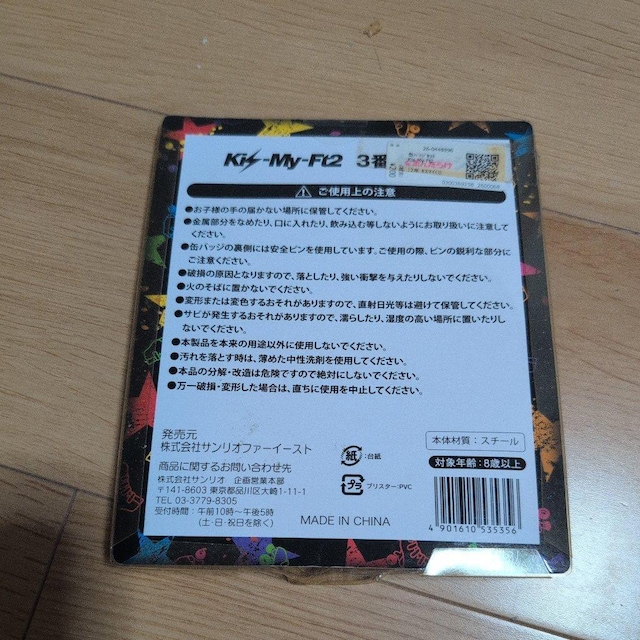 Kis-My-Ft2 3番
ご使用上の注意
●お子様の手の届かない場所に保管してください。
●金属部分をなめたり、口に入れたり、飲み込む等しないようにお取り扱いに注意して
ください。
●缶バッジの裏側には安全ピンを使用しています。ご使用の際、ピンの鋭利な部分に
ご注意ください。
●破損の原因となりますので、落としたり、強い衝撃を与えたりしないでください。
●火のそばに置かないでください。
●変形または変色するおそれがありますので、直射日光等は避けて保管してください。
●サビが発生するおそれがありますので、濡らしたり、湿度の高い場所に置いたりし
ないでください。
●本製品を本来の用途以外に使用しないでください。
●汚れを落とす時は、薄めた中性洗剤を使用してください。
●本品の分解・改造は危険ですので絶対にしないでください。
●万一破損・変形した場合は、直ちに使用を中止してください。
発売元
株式会社サンリオファーイースト
商品に関するお問い合わせ先
株式会社サンリオ 企画営業本部
〒141-8603 東京都品川区大崎1-11-1
TEL 03-3779-8305
受付時間:午前10時〜午後5時
(土・日・祝日を除く)
紙 :台紙
プラ ブリスター:PVC
MADE IN CHINA
本体材質:スチール
対象年齢:8歳以上
4 901610 535356